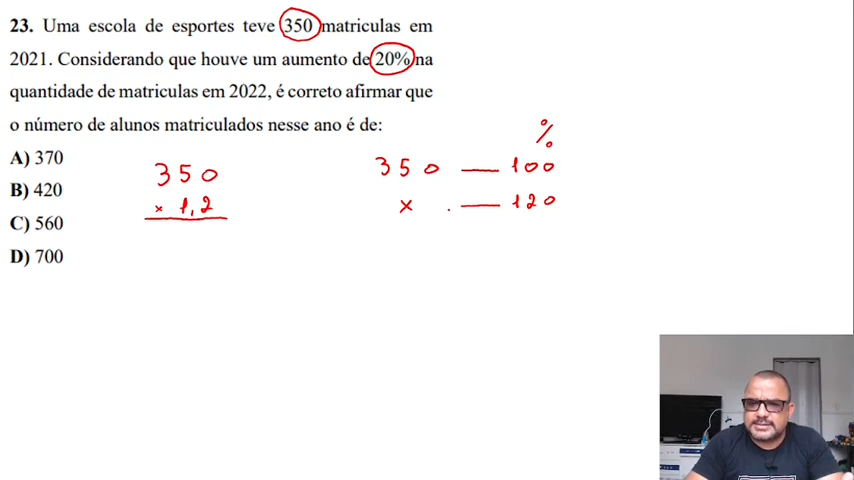 23. Uma escola de esportes teve 350 matriculas em
2021. Considerando que houve um aumento de 20% na
quantidade de matriculas em 2022, é correto afirmar que
o número de alunos matriculados nesse ano é de:
%
A) 370
350
350 — 100
B) 420
× 1,2
x . — 120
C) 560
D) 700